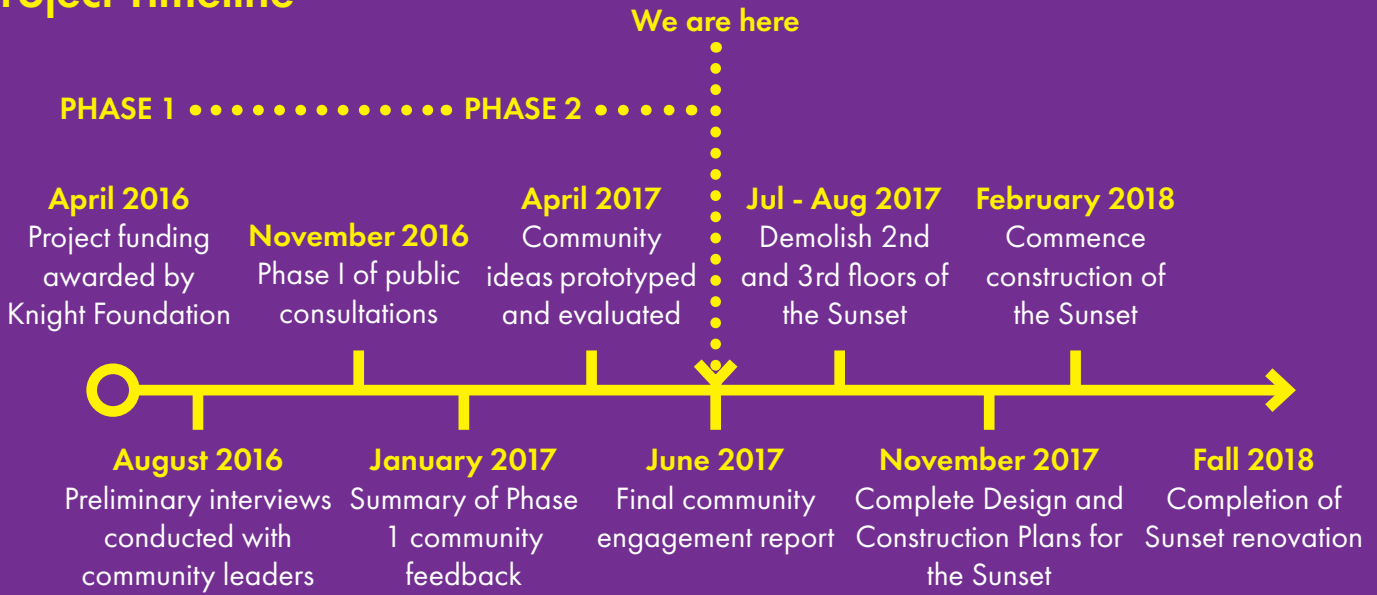 Project Timeline
We are here
PHASE 1
PHASE 2
April 2016
Project funding
awarded by
Knight Foundation
November 2016
Phase I of public
consultations
April 2017
Community
ideas prototyped
and evaluated
Jul - Aug 2017
Demolish 2nd
and 3rd floors of
the Sunset
February 2018
Commence
construction of
the Sunset
August 2016
Preliminary interviews
conducted with
community leaders
January 2017
Summary of Phase
1 community
feedback
June 2017
Final community
engagement report
November 2017
Complete Design and
Construction Plans for
the Sunset
Fall 2018
Completion of
Sunset renovation